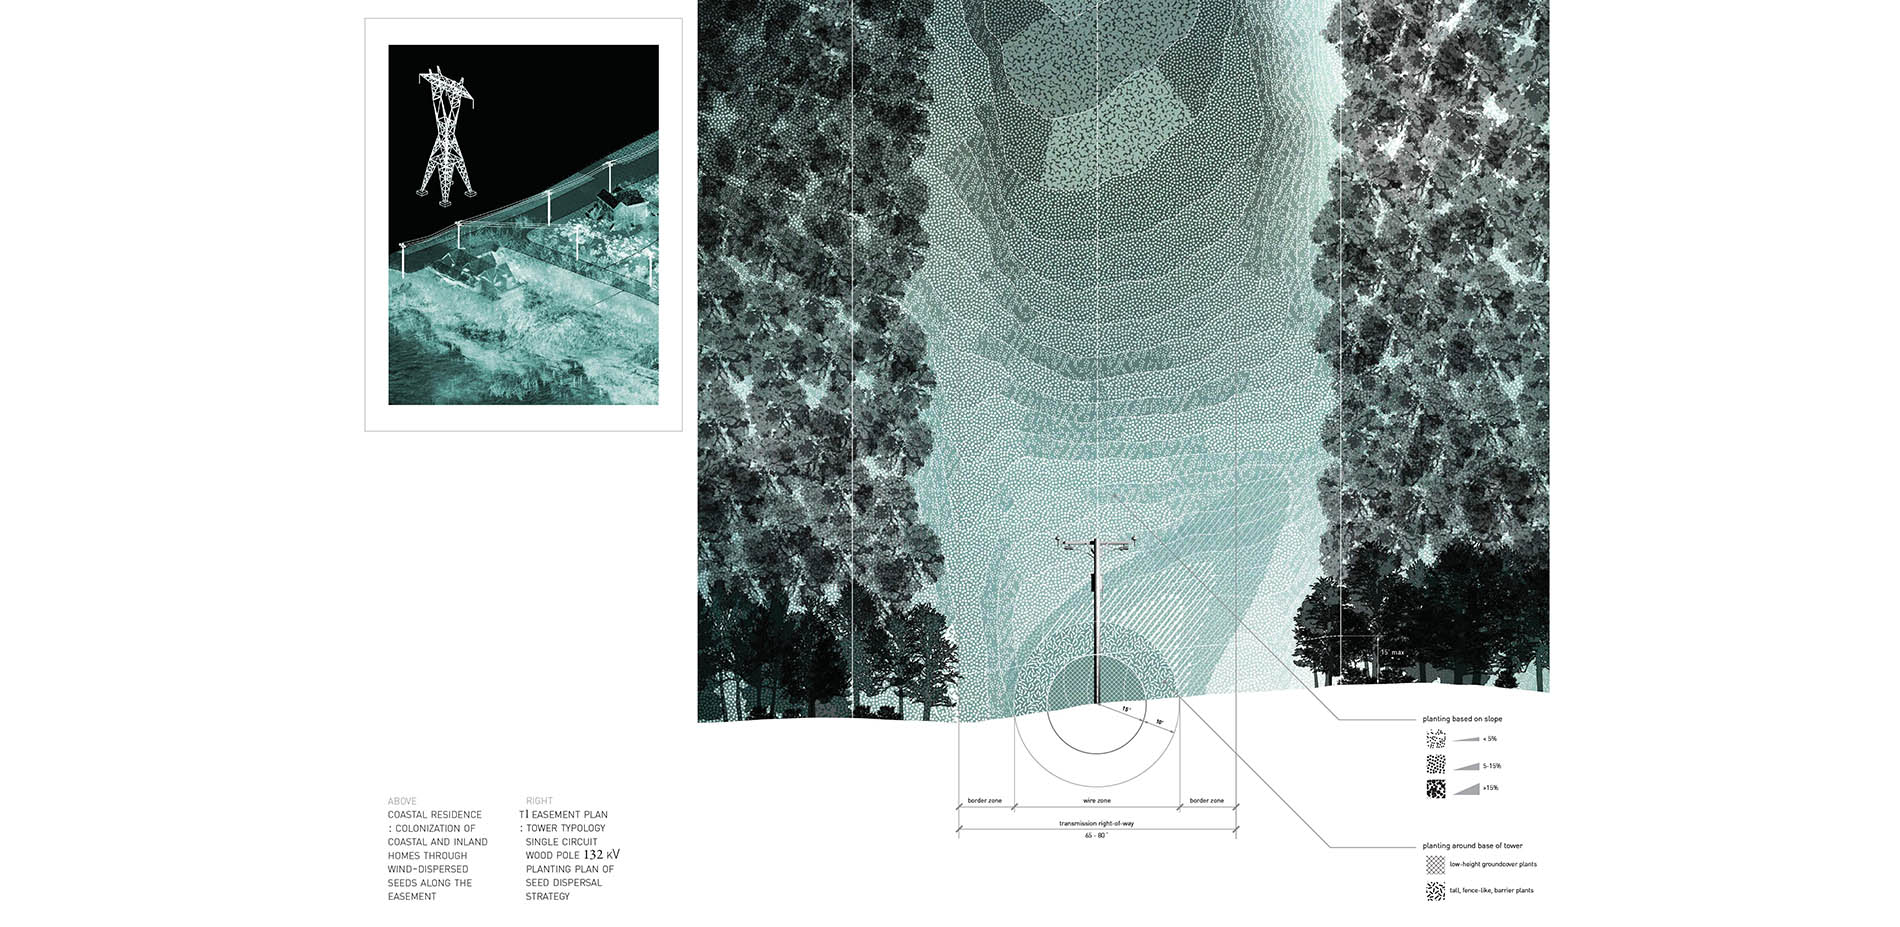 15' max
15'
10'
border zone
wire zone
border zone
transmission right-of-way
65 - 80'
planting based on slope
< 5%
5-15%
>15%
planting around base of tower
low-height groundcover plants
tall, fence-like, barrier plants
ABOVE
COASTAL RESIDENCE
: COLONIZATION OF
COASTAL AND INLAND
HOMES THROUGH
WIND-DISPERSED
SEEDS ALONG THE
EASEMENT
RIGHT
T1 EASEMENT PLAN
: TOWER TYPOLOGY
SINGLE CIRCUIT
WOOD POLE 132 KV
PLANTING PLAN OF
SEED DISPERSAL
STRATEGY